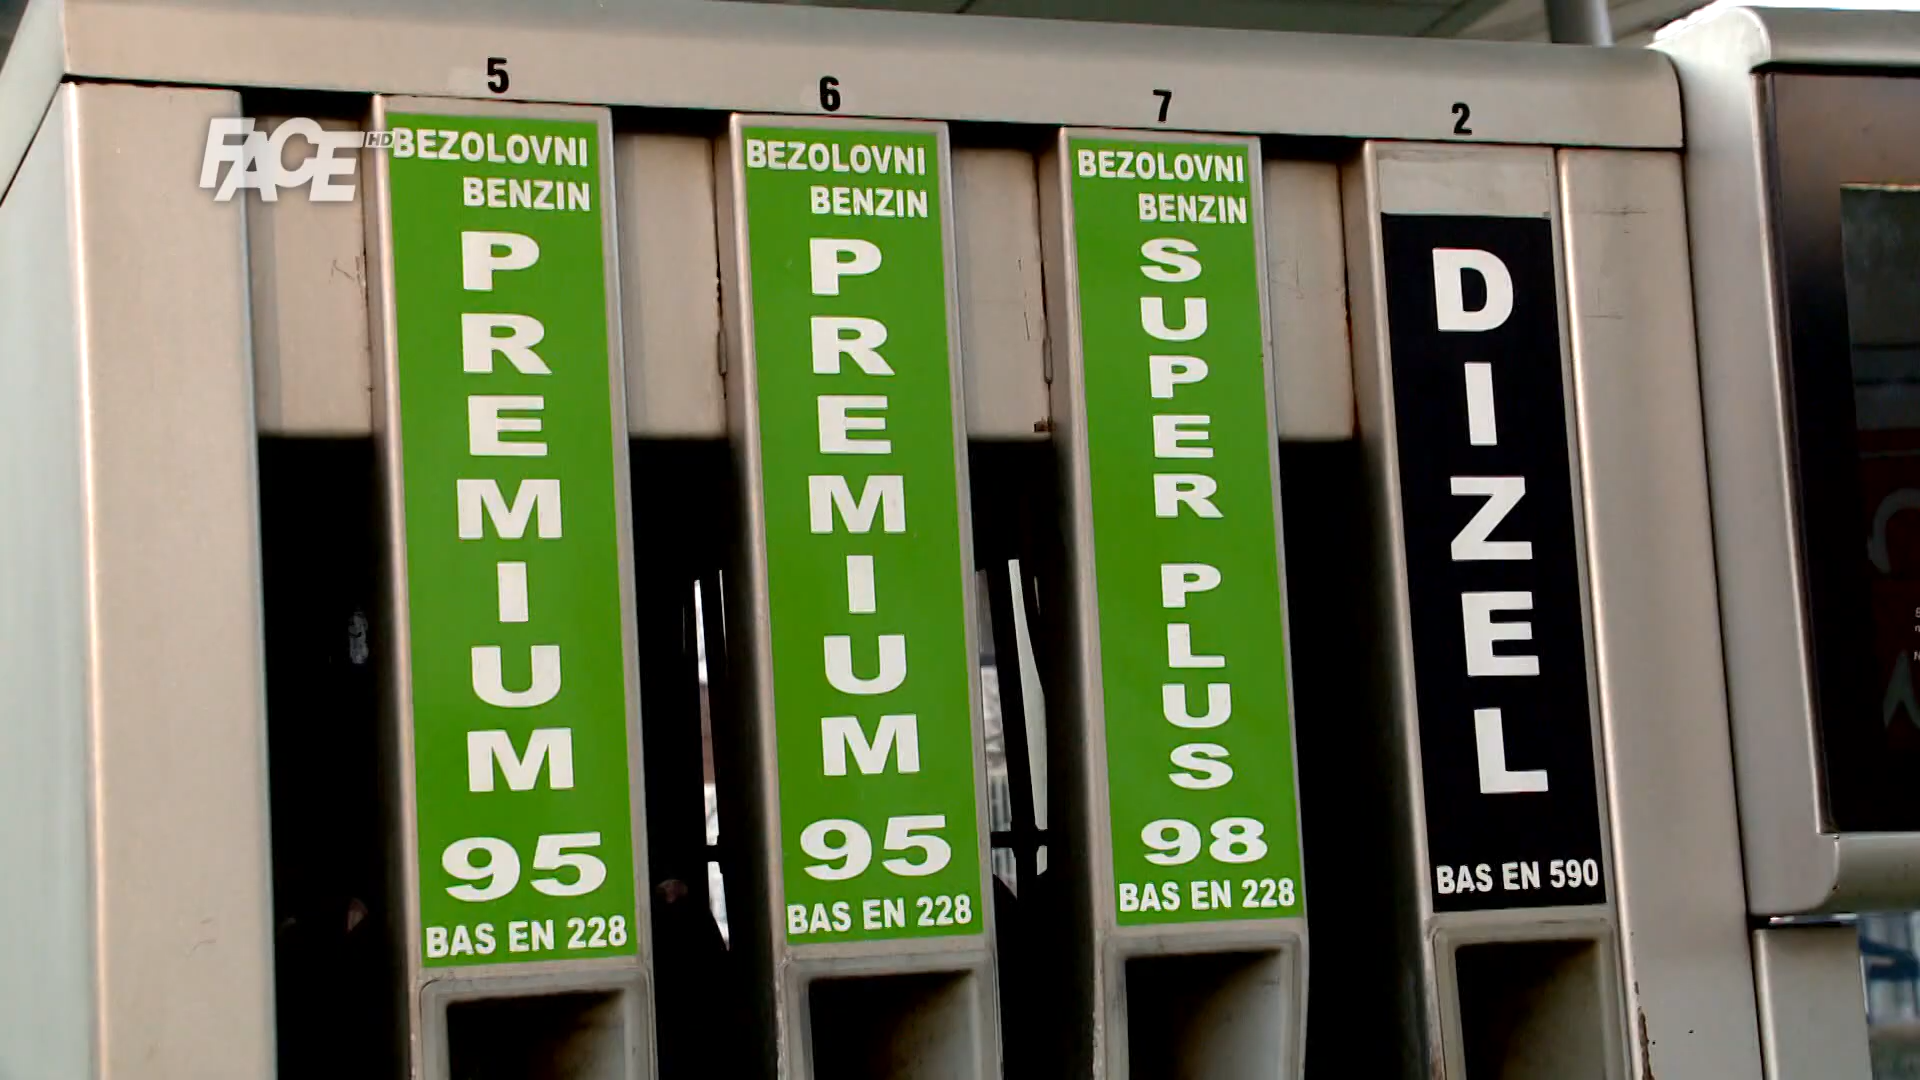 FACE HD
5
BEZOLOVNI
BENZIN
PREMIUM
95
BAS EN 228
6
BEZOLOVNI
BENZIN
PREMIUM
95
BAS EN 228
7
BEZOLOVNI
BENZIN
SUPER PLUS
98
BAS EN 228
2
DIZEL
BAS EN 590